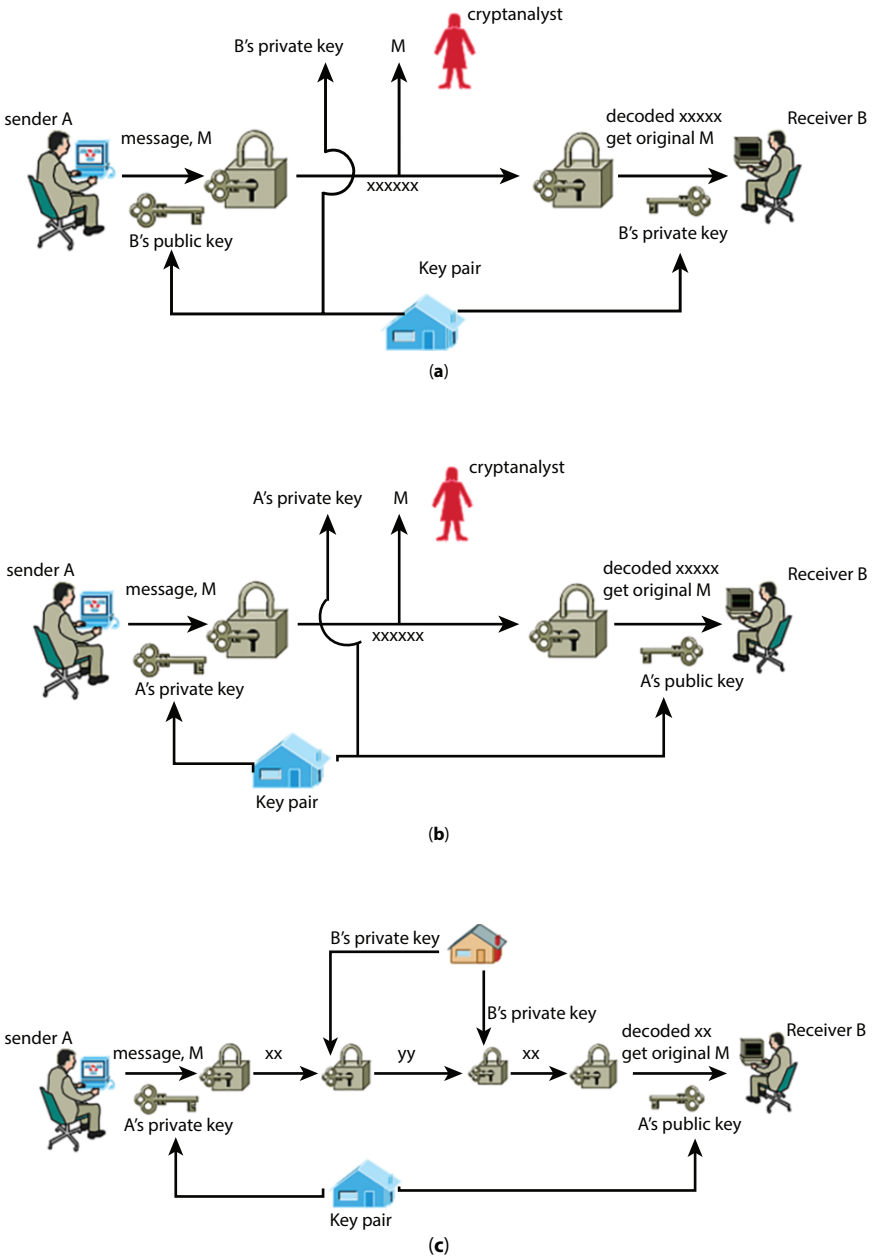 cryptanalyst
B's private key
M
sender A
message, M
decoded xxxxx
get original M
Receiver B
xxxxxx
B's public key
B's private key
Key pair
(a)
cryptanalyst
A's private key
M
sender A
message, M
decoded xxxxx
get original M
Receiver B
xxxxxx
A's private key
A's public key
Key pair
(b)
B's private key
B's private key
sender A
message, M
xx
yy
xx
decoded xx
get original M
Receiver B
A's private key
A's public key
Key pair
(c)